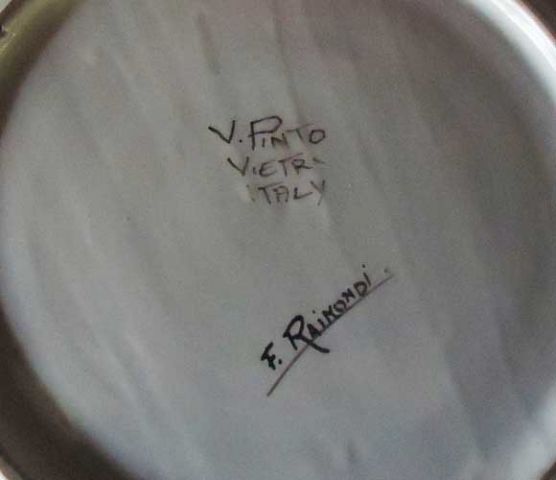 V. PINTO
VIETRI
ITALY
F. RAIMONDI